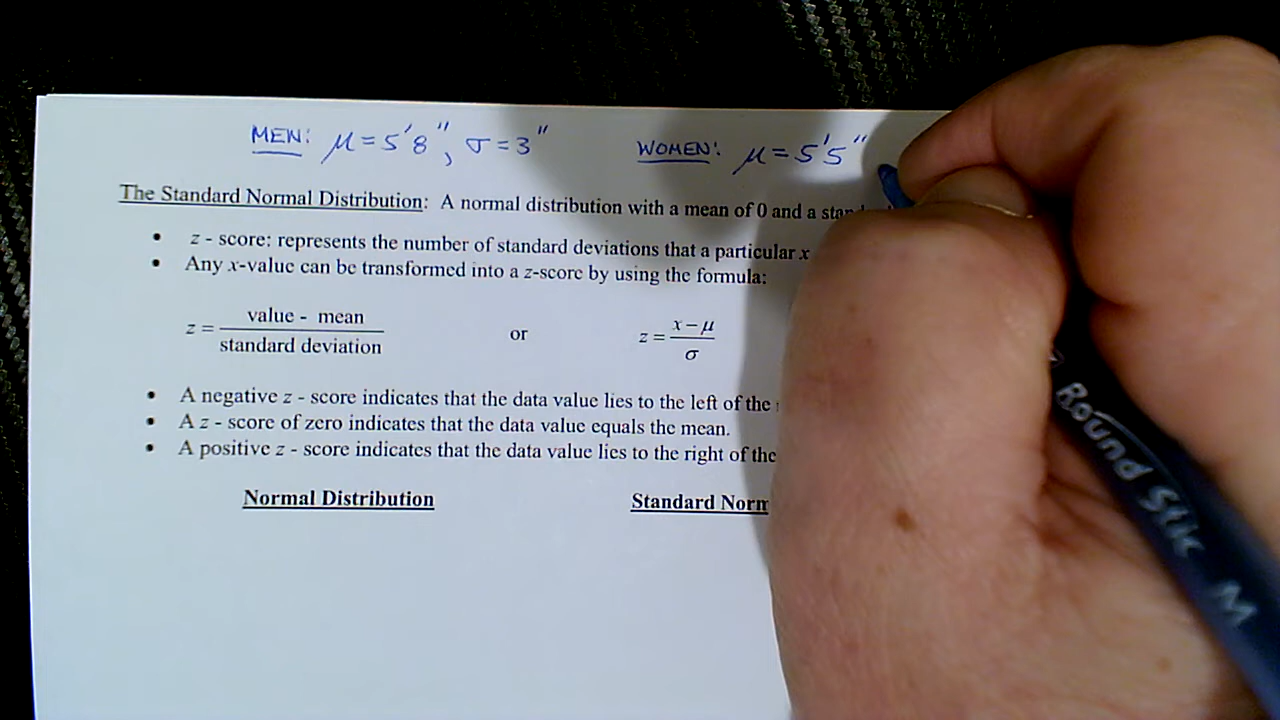 MEN: μ = 5'8", σ = 3" WOMEN: μ = 5'5"
The Standard Normal Distribution: A normal distribution with a mean of 0 and a
• z - score: represents the number of standard deviations that a particular x
• Any x-value can be transformed into a z-score by using the formula:
z = value - mean / standard deviation or z = x − μ / σ
• A negative z - score indicates that the data value lies to the left of the
• A z - score of zero indicates that the data value equals the mean.
• A positive z - score indicates that the data value lies to the right of the
Normal Distribution Standard
Round Stic M